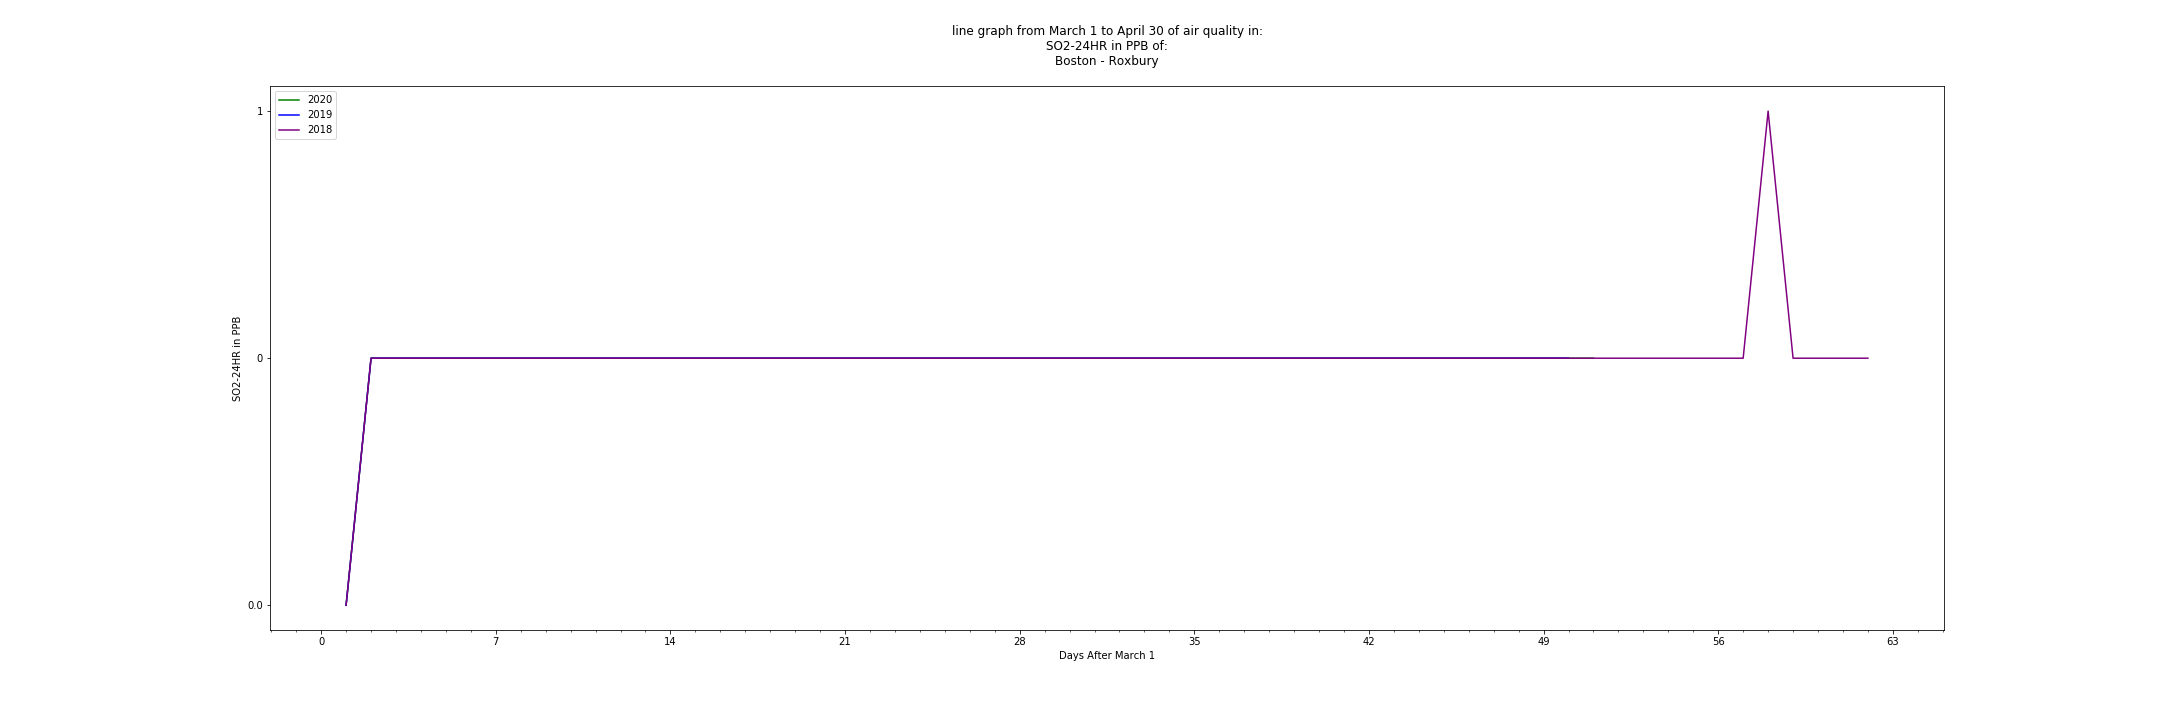 line graph from March 1 to April 30 of air quality in:
SO2-24HR in PPB of:
Boston - Roxbury
2020
2019
2018
1
0
0.0
SO2-24HR in PPB
0 7 14 21 28 35 42 49 56 63
Days After March 1